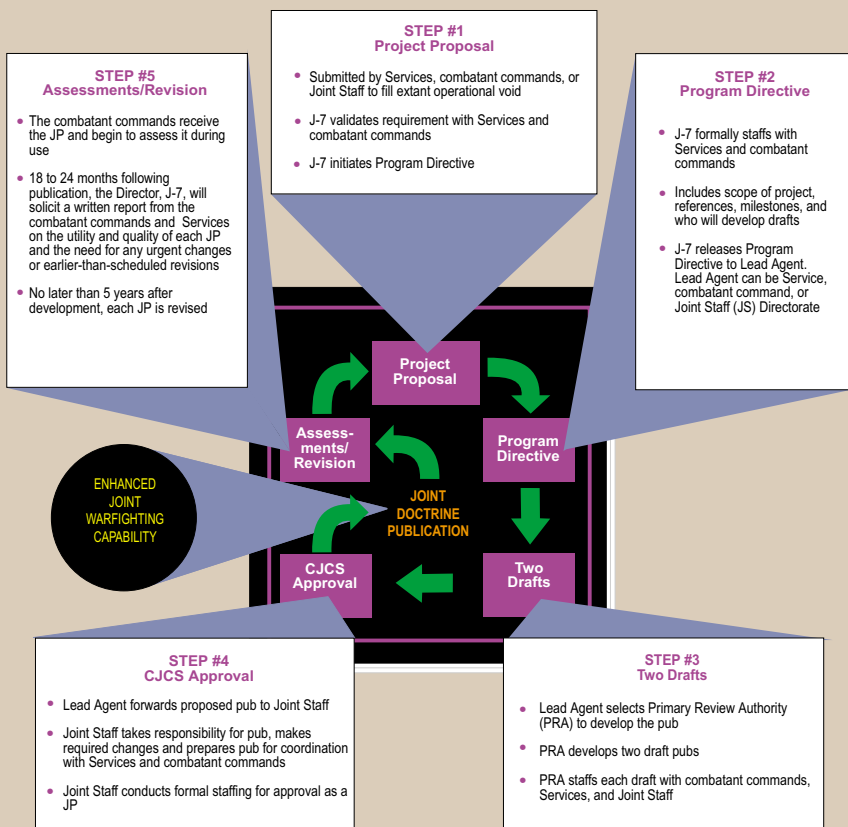 STEP #1
Project Proposal
• Submitted by Services, combatant commands, or
Joint Staff to fill extant operational void
• J-7 validates requirement with Services and
combatant commands
• J-7 initiates Program Directive
STEP #2
Program Directive
• J-7 formally staffs with
Services and combatant
commands
• Includes scope of project,
references, milestones, and
who will develop drafts
• J-7 releases Program
Directive to Lead Agent.
Lead Agent can be Service,
combatant command, or
Joint Staff (JS) Directorate
STEP #3
Two Drafts
• Lead Agent selects Primary Review Authority
(PRA) to develop the pub
• PRA develops two draft pubs
• PRA staffs each draft with combatant commands,
Services, and Joint Staff
STEP #4
CJCS Approval
• Lead Agent forwards proposed pub to Joint Staff
• Joint Staff takes responsibility for pub, makes
required changes and prepares pub for coordination
with Services and combatant commands
• Joint Staff conducts formal staffing for approval as a
JP
STEP #5
Assessments/Revision
• The combatant commands receive
the JP and begin to assess it during
use
• 18 to 24 months following
publication, the Director, J-7, will
solicit a written report from the
combatant commands and Services
on the utility and quality of each JP
and the need for any urgent changes
or earlier-than-scheduled revisions
• No later than 5 years after
development, each JP is revised
Project
Proposal
Program
Directive
Two
Drafts
CJCS
Approval
Assess-
ments/
Revision
JOINT
DOCTRINE
PUBLICATION
ENHANCED
JOINT
WARFIGHTING
CAPABILITY